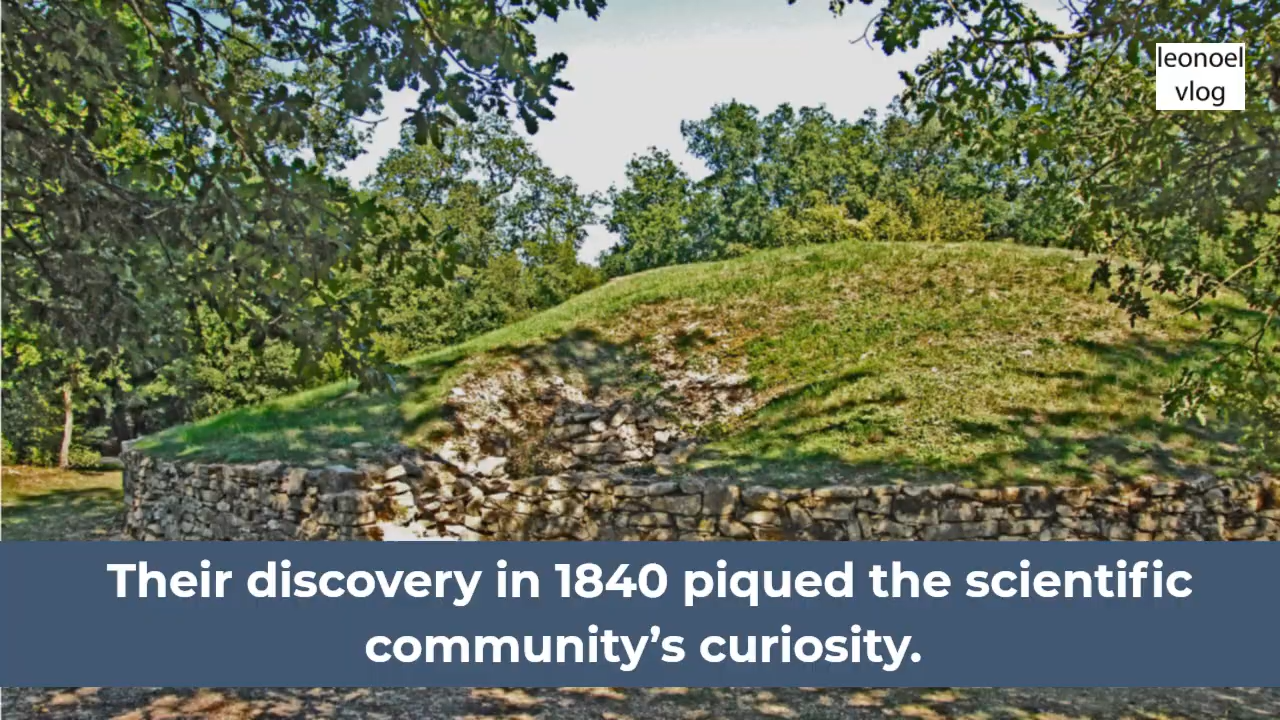 leonoel
vlog
Their discovery in 1840 piqued the scientific
community’s curiosity.